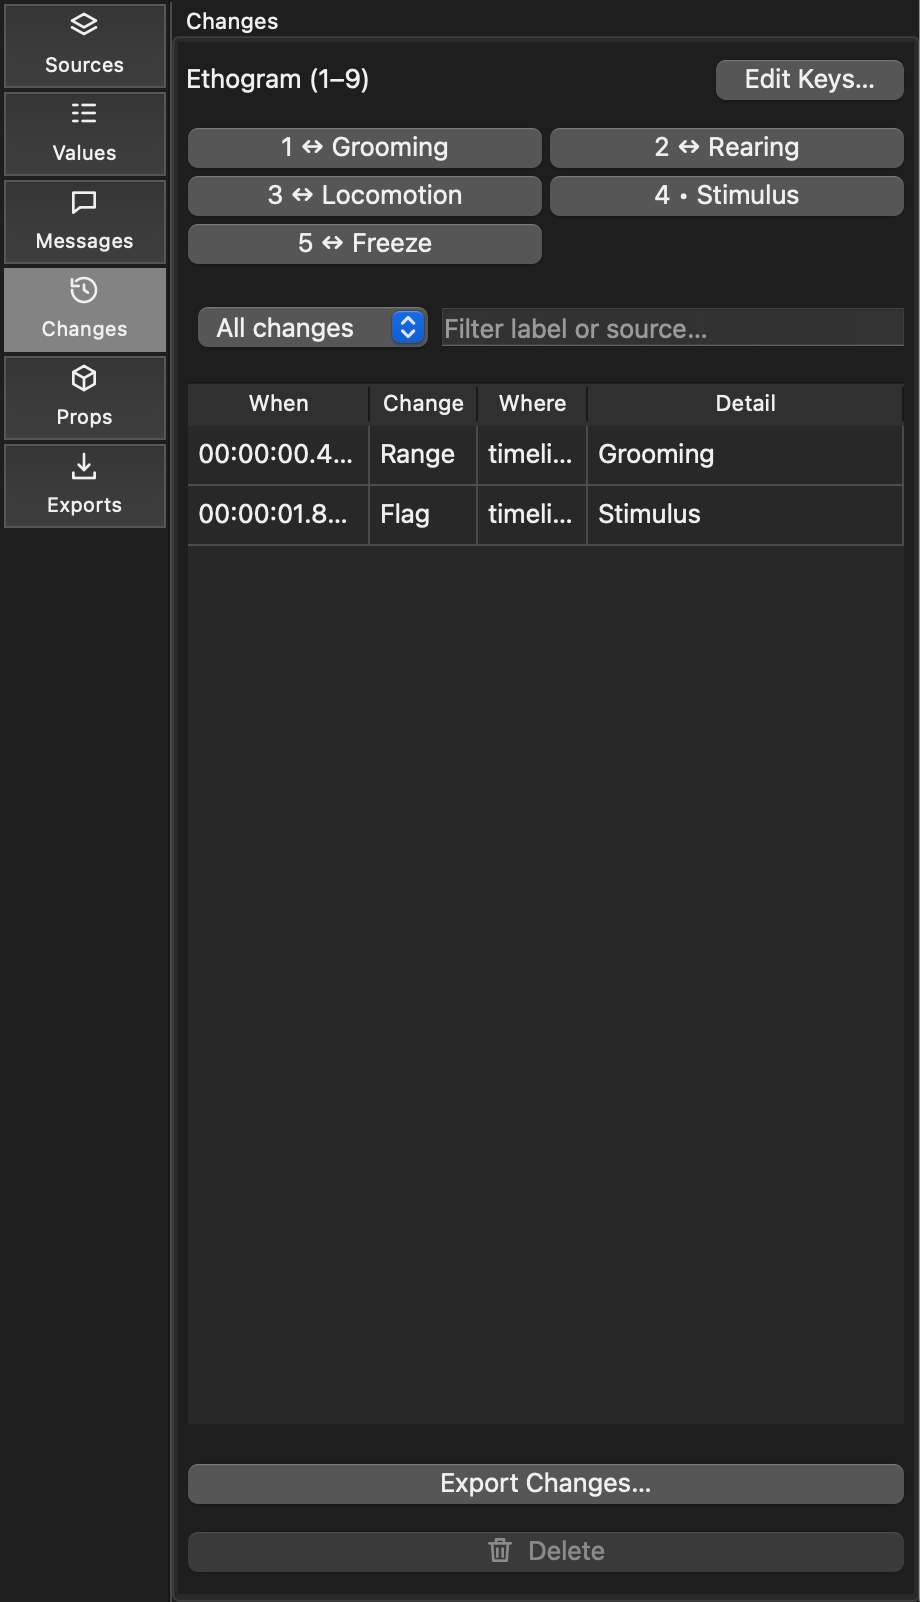 Sources
Values
Messages
Changes
Props
Exports
Changes
Ethogram (1–9)
Edit Keys...
1 ↔ Grooming
2 ↔ Rearing
3 ↔ Locomotion
4 • Stimulus
5 ↔ Freeze
All changes
Filter label or source...
When Change Where Detail
00:00:00.4... Range timeli... Grooming
00:00:01.8... Flag timeli... Stimulus
Export Changes...
Delete